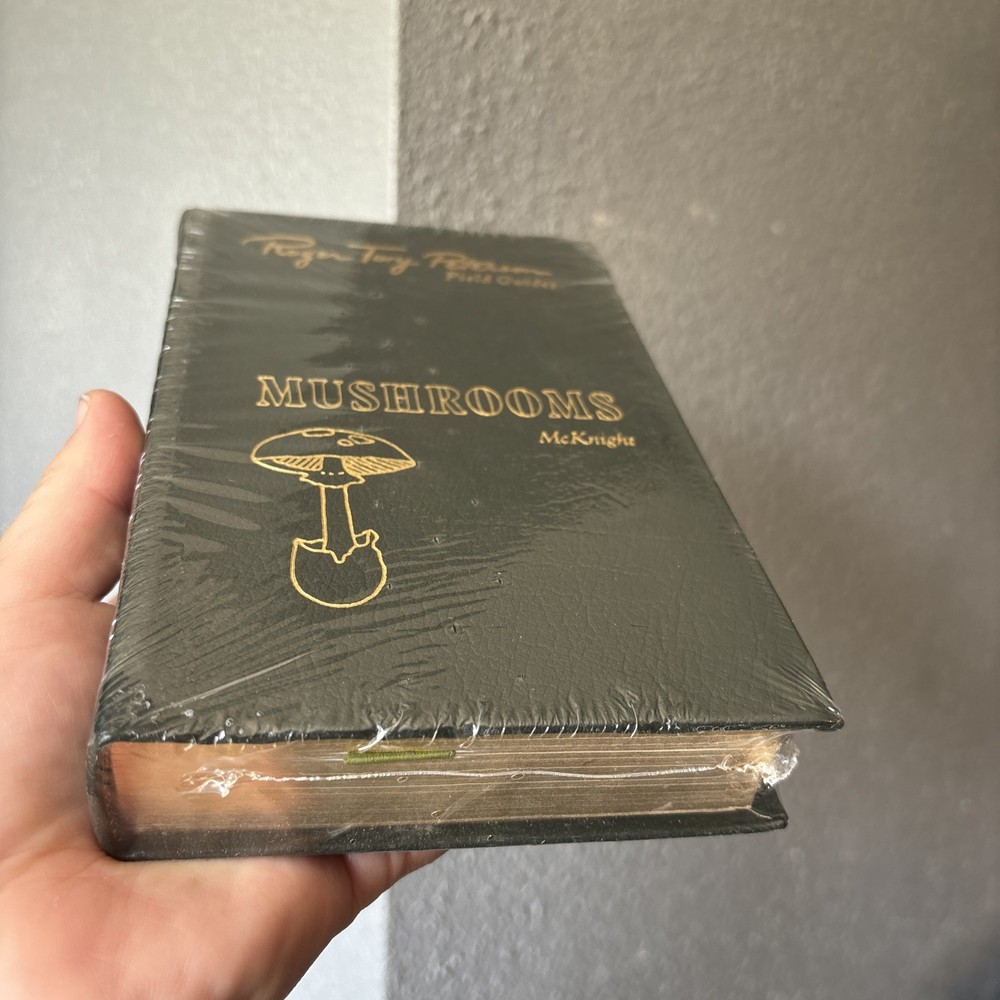 Roger Tory Peterson
Field Guides
MUSHROOMS
McKnight